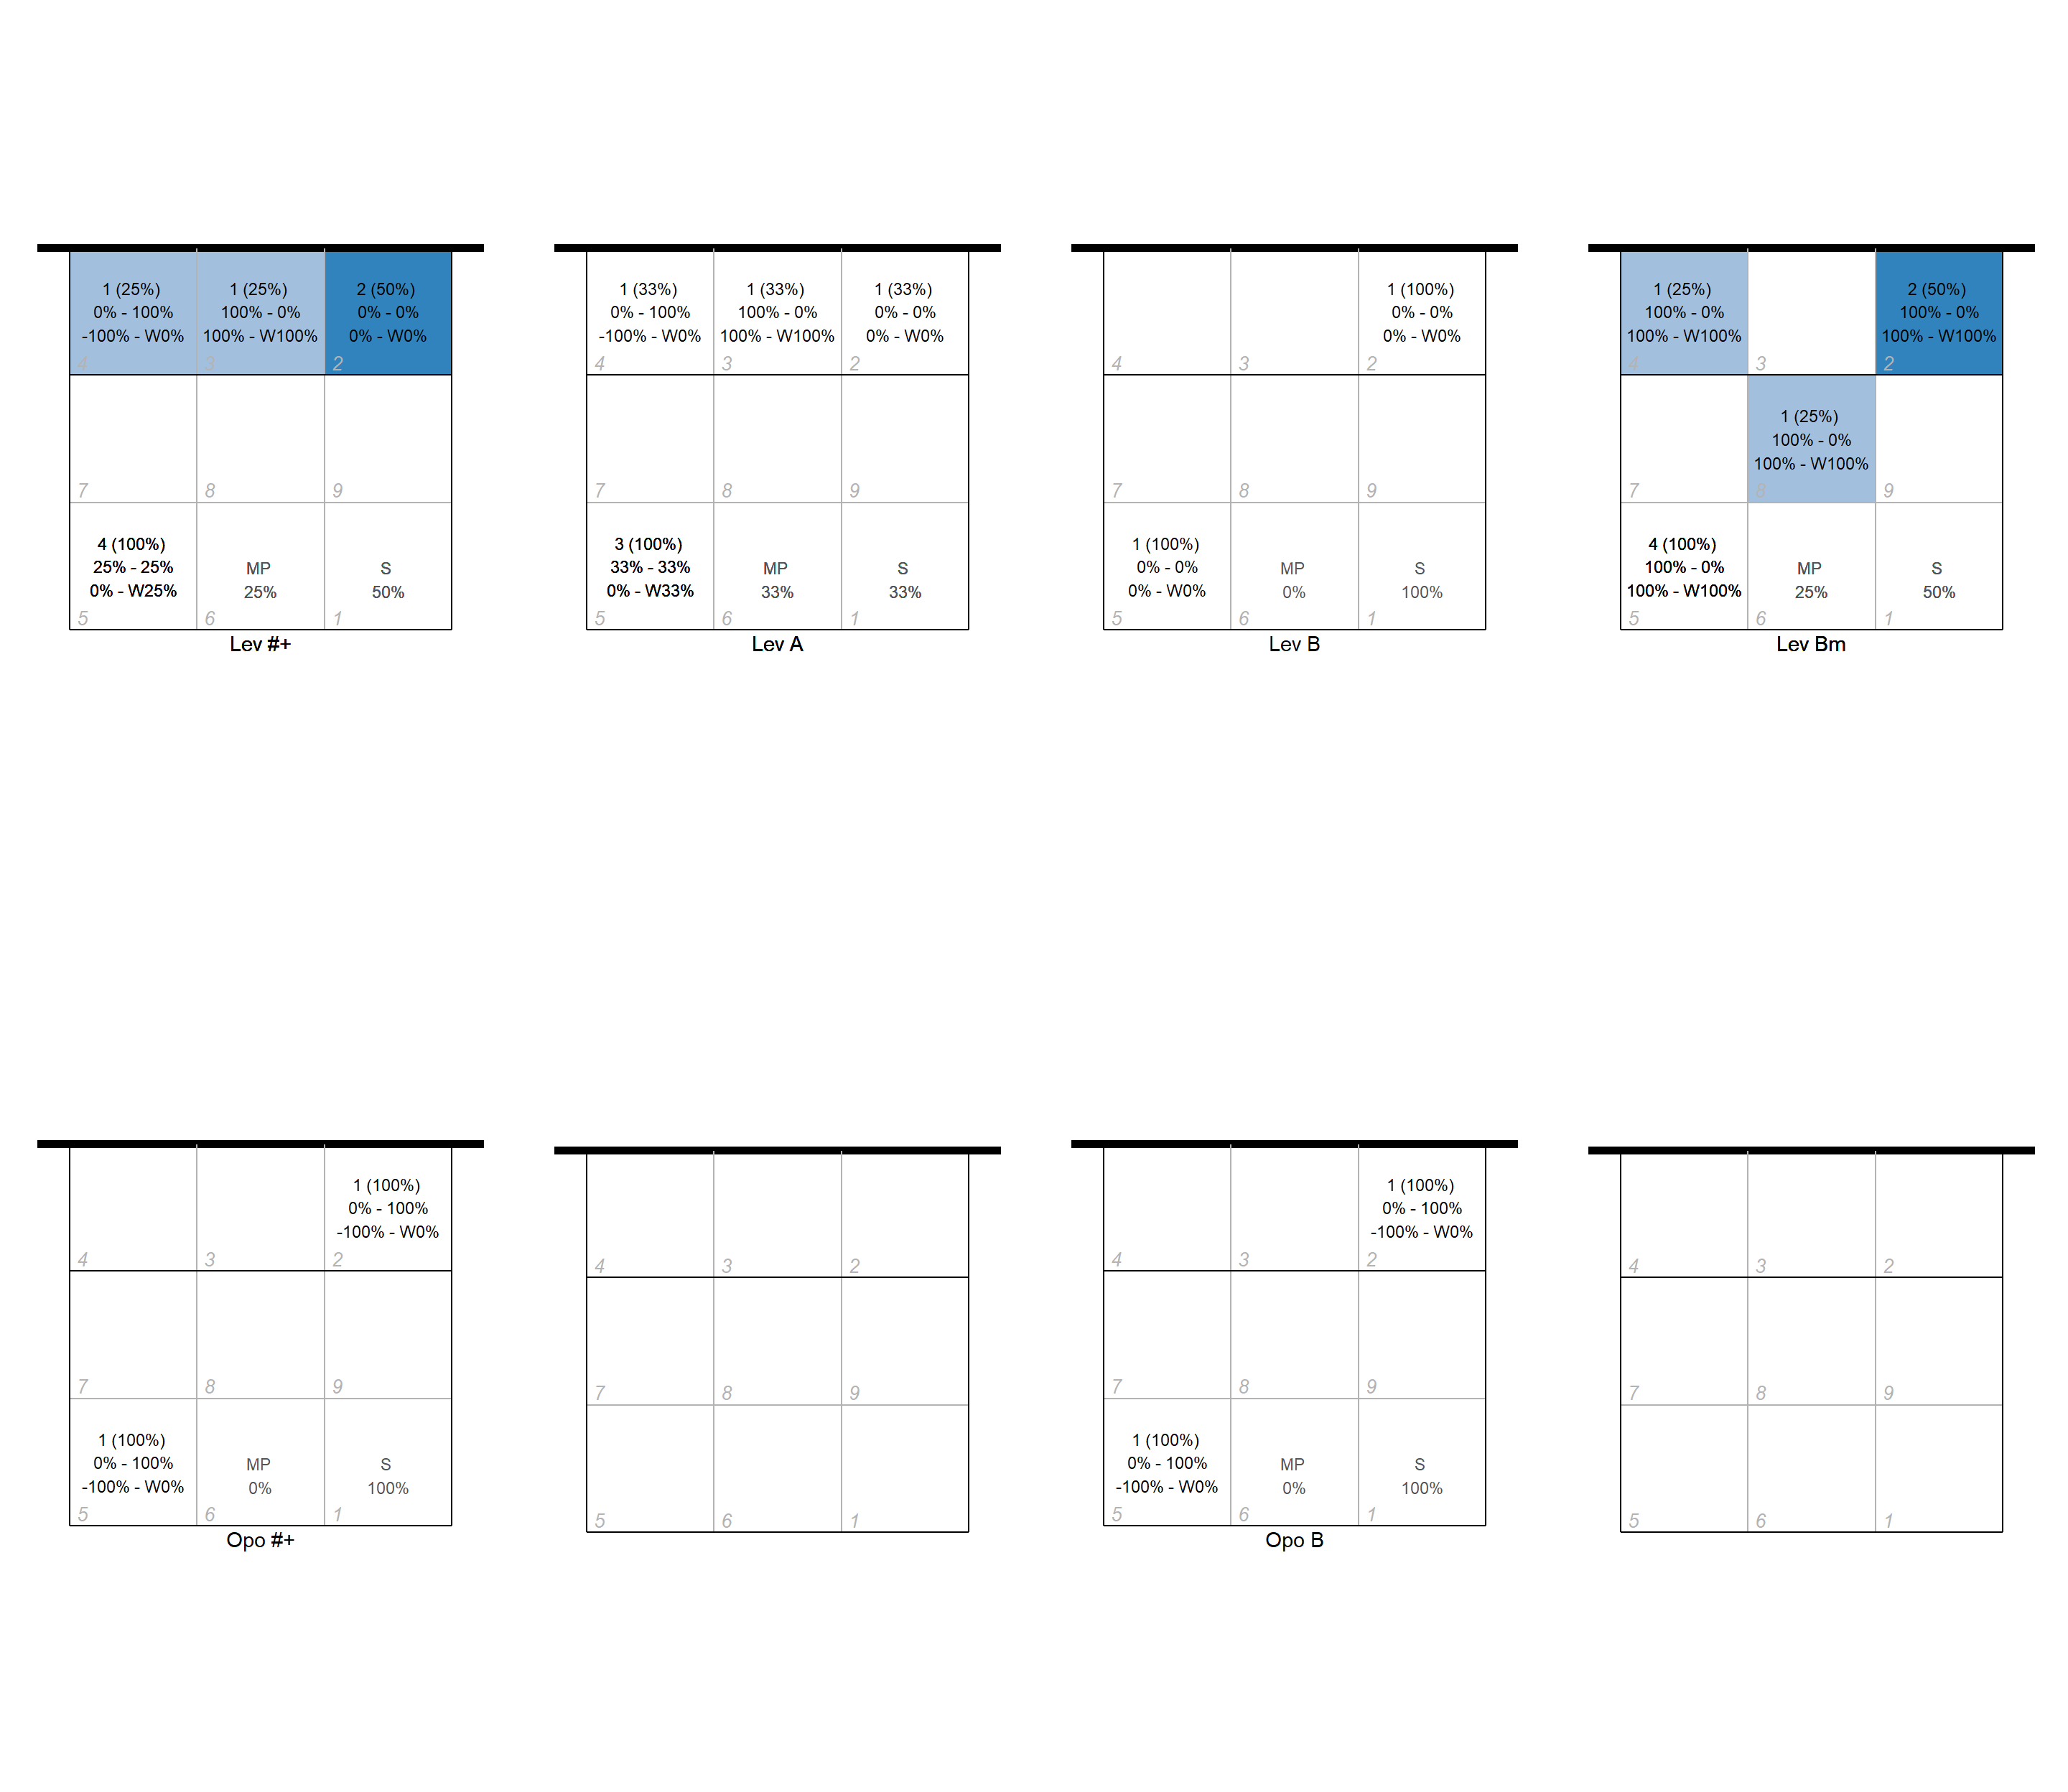 1 (25%)
0% - 100%
-100% - W0%
4
1 (25%)
100% - 0%
100% - W100%
3
2 (50%)
0% - 0%
0% - W0%
2
7
8
9
4 (100%)
25% - 25%
0% - W25%
5
MP
25%
6
S
50%
1
Lev #+
1 (33%)
0% - 100%
-100% - W0%
4
1 (33%)
100% - 0%
100% - W100%
3
1 (33%)
0% - 0%
0% - W0%
2
7
8
9
3 (100%)
33% - 33%
0% - W33%
5
MP
33%
6
S
33%
1
Lev A
4
3
1 (100%)
0% - 0%
0% - W0%
2
7
8
9
1 (100%)
0% - 0%
0% - W0%
5
MP
0%
6
S
100%
1
Lev B
1 (25%)
100% - 0%
100% - W100%
4
3
2 (50%)
100% - 0%
100% - W100%
2
7
1 (25%)
100% - 0%
100% - W100%
8
9
4 (100%)
100% - 0%
100% - W100%
5
MP
25%
6
S
50%
1
Lev Bm
4
3
1 (100%)
0% - 100%
-100% - W0%
2
7
8
9
1 (100%)
0% - 100%
-100% - W0%
5
MP
0%
6
S
100%
1
Opo #+
4
3
2
7
8
9
5
6
1
4
3
1 (100%)
0% - 100%
-100% - W0%
2
7
8
9
1 (100%)
0% - 100%
-100% - W0%
5
MP
0%
6
S
100%
1
Opo B
4
3
2
7
8
9
5
6
1